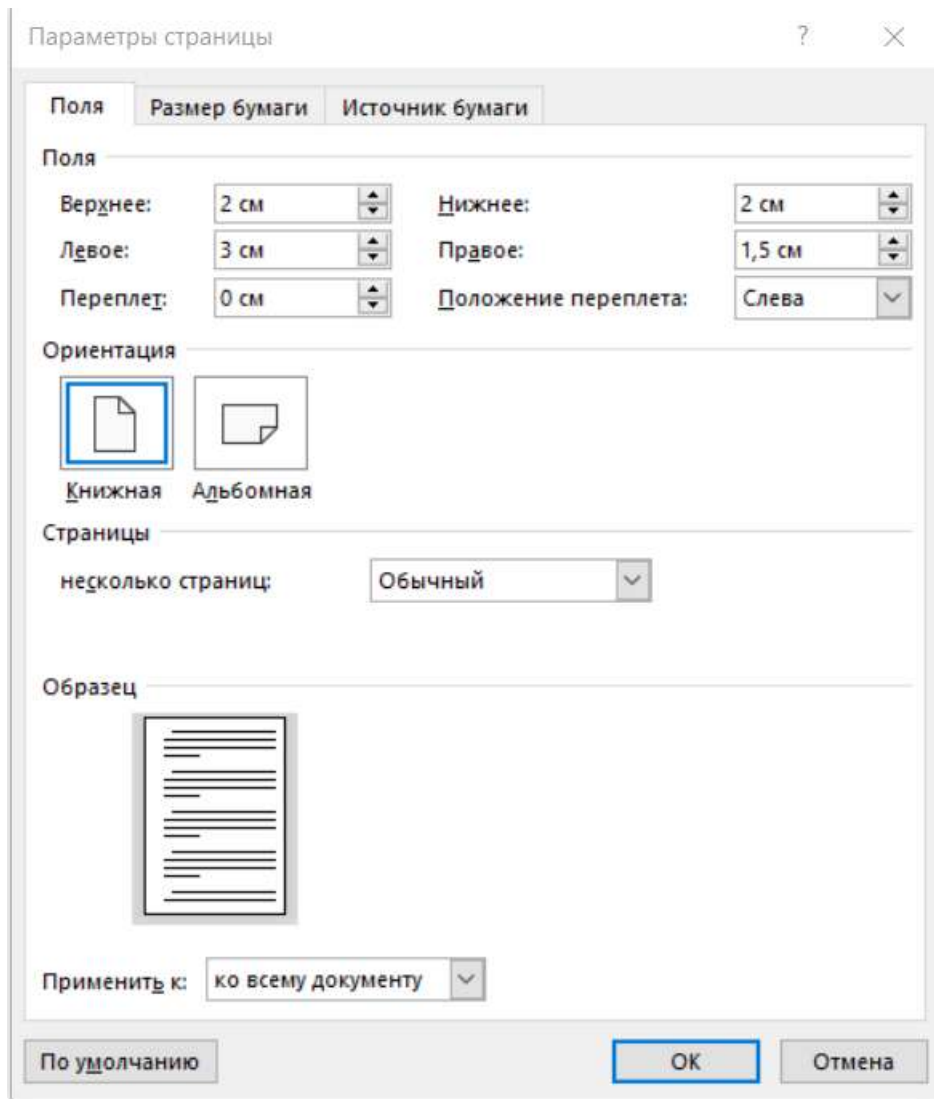 Параметры страницы ?
Поля Размер бумаги Источник бумаги
Поля
Верхнее: 2 см Нижнее: 2 см
Левое: 3 см Правое: 1,5 см
Переплет: 0 см Положение переплета: Слева
Ориентация
Книжная Альбомная
Страницы
несколько страниц: Обычный
Образец
Применить к: ко всему документу
По умолчанию ОК Отмена